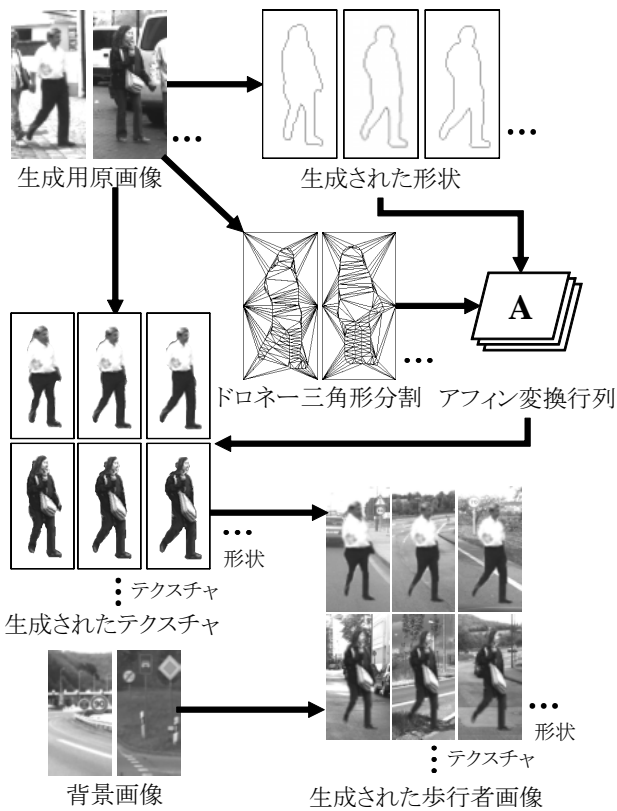 生成用原画像
生成された形状
A
ドロネー三角形分割
アフィン変換行列
形状
テクスチャ
生成されたテクスチャ
形状
テクスチャ
背景画像
生成された歩行者画像